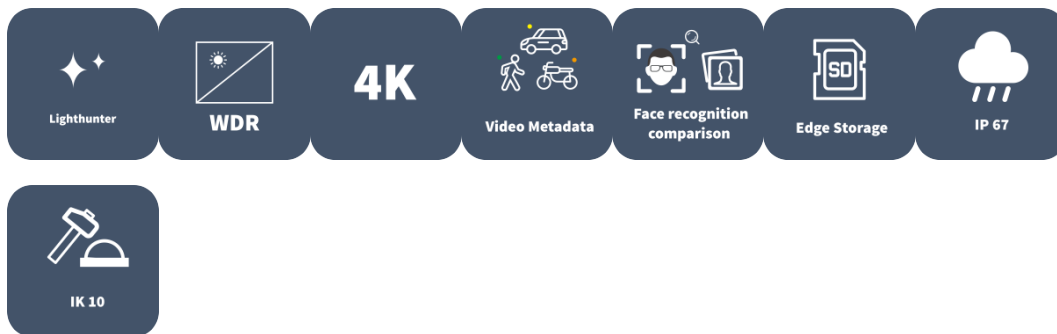 Lighthunter
WDR
4K
Video Metadata
Face recognition
comparison
SD
Edge Storage
IP 67
IK 10